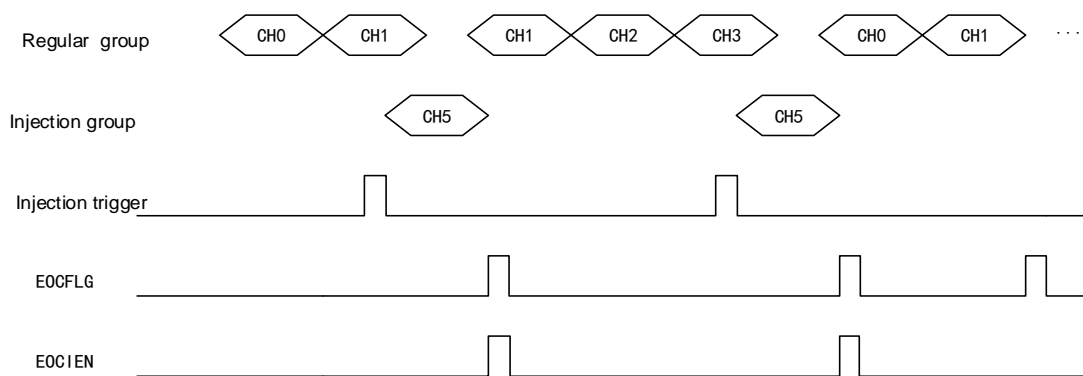 Regular group CH0 CH1 CH1 CH2 CH3 CH0 CH1 ...
Injection group CH5 CH5
Injection trigger
EOCFLG
EOCIEN